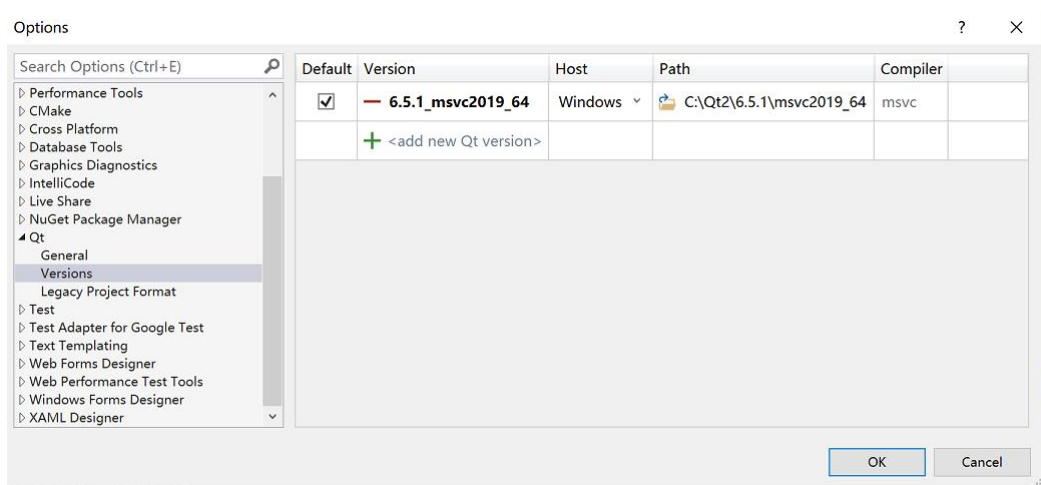 Options
?
Search Options (Ctrl+E)
Performance Tools
CMake
Cross Platform
Database Tools
Graphics Diagnostics
IntelliCode
Live Share
NuGet Package Manager
Qt
General
Versions
Legacy Project Format
Test
Test Adapter for Google Test
Text Templating
Web Forms Designer
Web Performance Test Tools
Windows Forms Designer
XAML Designer
Default Version Host Path Compiler
6.5.1_msvc2019_64 Windows C:\Qt2\6.5.1\msvc2019_64 msvc
<add new Qt version>
OK Cancel